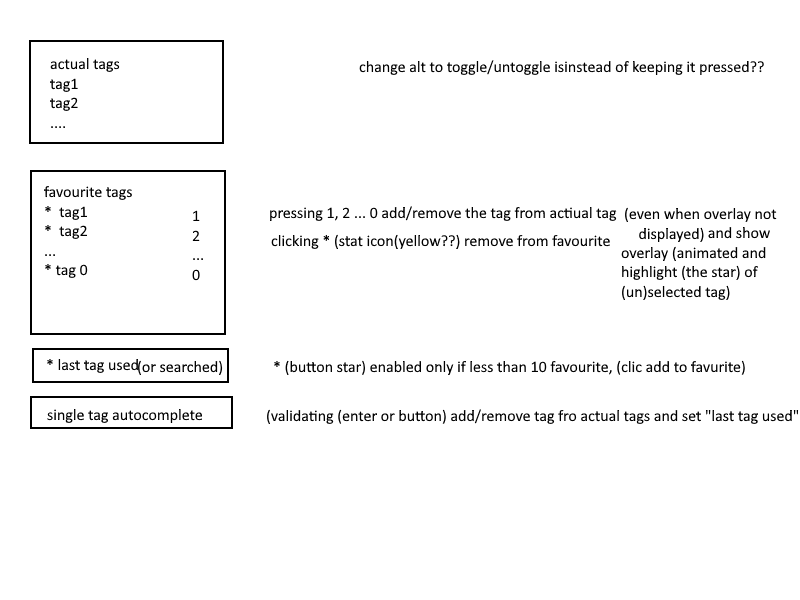 actual tags
tag1
tag2
....
change alt to toggle/untoggle isinstead of keeping it pressed??
favourite tags
* tag1
* tag2
...
* tag 0
1
2
...
0
pressing 1, 2 ... 0 add/remove the tag from actiual tag
clicking * (stat icon(yellow??) remove from favourite
(even when overlay not
displayed) and show
overlay (animated and
highlight (the star) of
(un)selected tag)
* last tag used(or searched)
* (button star) enabled only if less than 10 favourite, (clic add to favurite)
single tag autocomplete
(validating (enter or button) add/remove tag fro actual tags and set "last tag used"